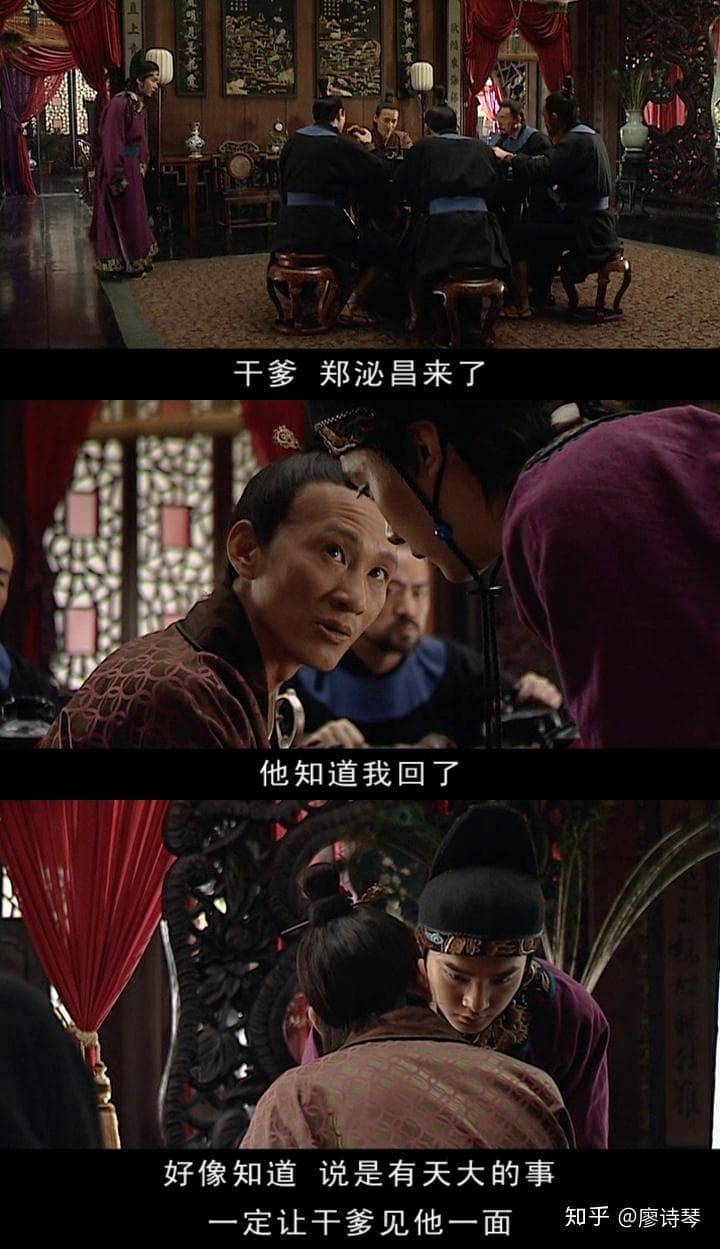 干爹 郑泌昌来了
他知道我回了
好像知道 说是有天大的事
一定让干爹见他一面
知乎 @廖诗琴